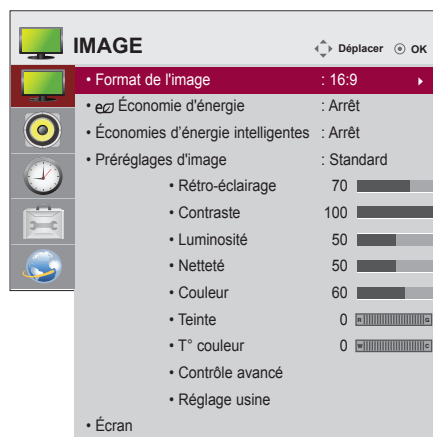 IMAGE
Déplacer OK
• Format de l'image : 16:9
• Économie d'énergie : Arrêt
• Économies d’énergie intelligentes : Arrêt
• Préréglages d'image : Standard
• Rétro-éclairage 70
• Contraste 100
• Luminosité 50
• Netteté 50
• Couleur 60
• Teinte 0 R G
• T° couleur 0 W C
• Contrôle avancé
• Réglage usine
• Écran